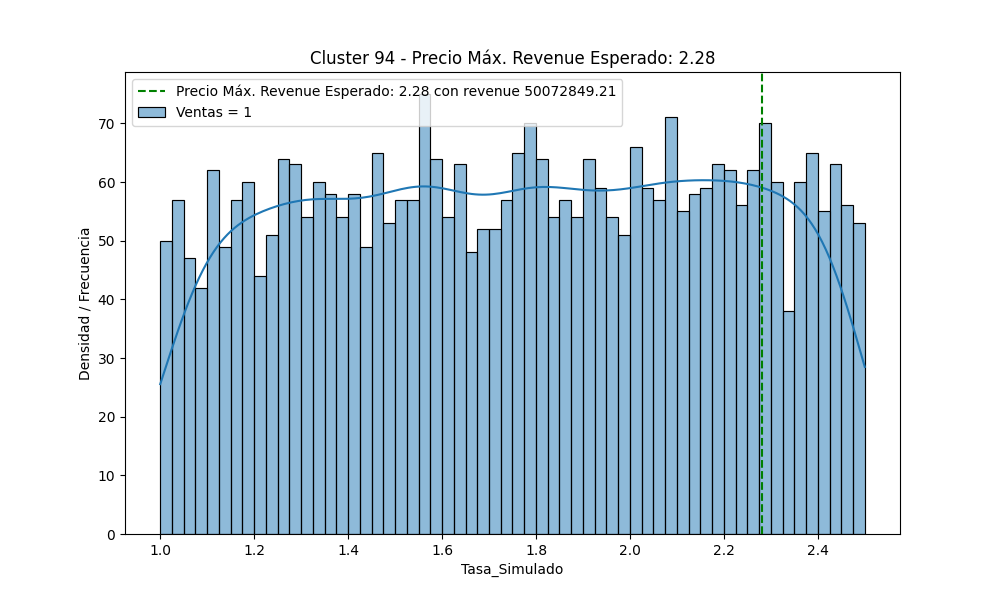 Cluster 94 - Precio Máx. Revenue Esperado: 2.28
Precio Máx. Revenue Esperado: 2.28 con revenue 50072849.21
Ventas = 1
Densidad / Frecuencia
70
60
50
40
30
20
10
0
1.0 1.2 1.4 1.6 1.8 2.0 2.2 2.4
Tasa_Simulado